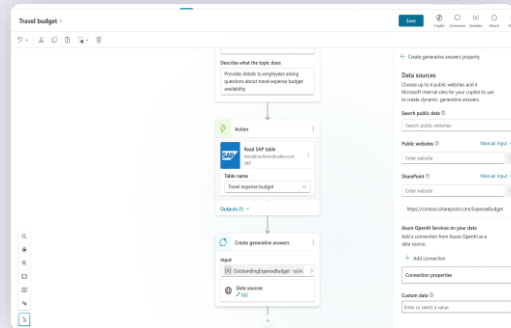 Travel budget
Save
Copilot
Comments
Variables
Details
Describe what the topic does
Provides details to employees asking
questions about travel expense budget
availability
Action
SAP
Read SAP table
SAP
Table name
Travel expense budget
Outputs (1)
Create generative answers
Input
{x} OutstandingExpenseBudget table
Data sources
Edit
Create generative answers property
Data sources
Choose up to 4 public websites and 4
Microsoft internal sites for your copilot to use
to create dynamic, generative answers.
Search public data
Search public websites
Public websites
Manual input
Enter website
SharePoint
Manual input
Enter website
https://contoso.sharepoint.com/ExpenseBudget
Azure OpenAI Services on your data
Add a connection from Azure OpenAI as a
data source.
Add connection
Connection properties
Custom data
Enter or select a value